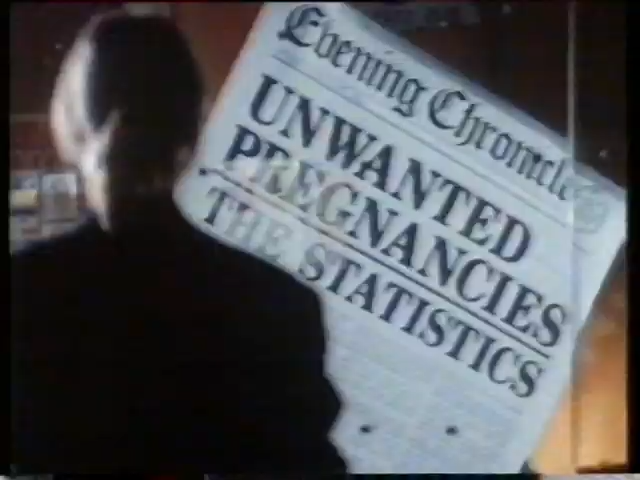 Evening Chronicle
UNWANTED
PREGNANCIES
THE STATISTICS